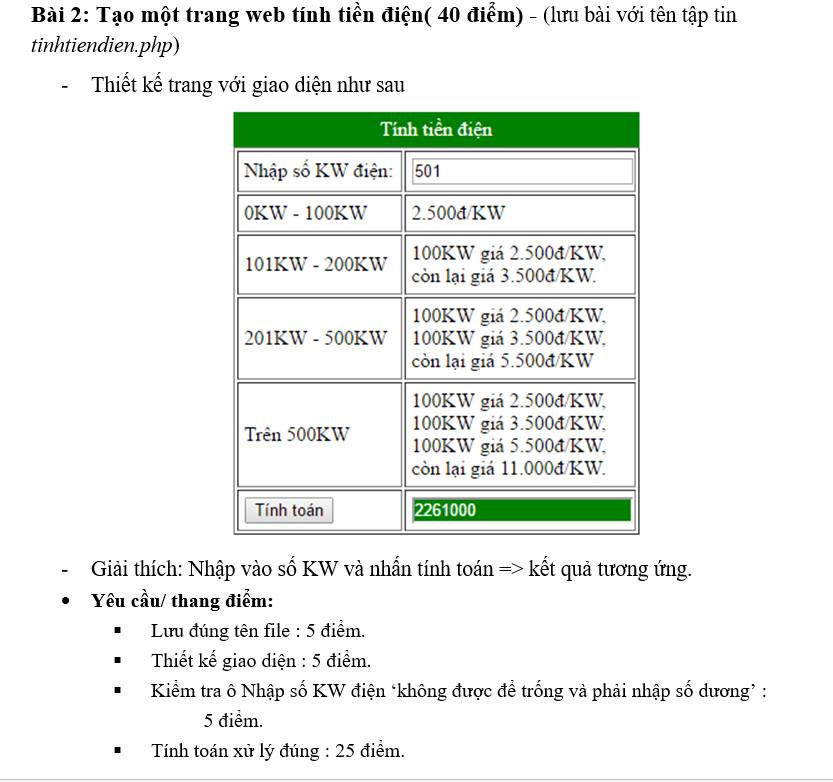 Bài 2: Tạo một trang web tính tiền điện( 40 điểm) - (lưu bài với tên tập tin
tinhtiendien.php)
- Thiết kế trang với giao diện như sau
Tính tiền điện
Nhập số KW điện: 501
0KW - 100KW 2.500đ/KW
101KW - 200KW
100KW giá 2.500đ/KW,
còn lại giá 3.500đ/KW.
201KW - 500KW
100KW giá 2.500đ/KW,
100KW giá 3.500đ/KW,
còn lại giá 5.500đ/KW
Trên 500KW
100KW giá 2.500đ/KW,
100KW giá 3.500đ/KW,
100KW giá 5.500đ/KW,
còn lại giá 11.000đ/KW.
Tính toán 2261000
- Giải thích: Nhập vào số KW và nhấn tính toán => kết quả tương ứng.
• Yêu cầu/ thang điểm:
▪ Lưu đúng tên file : 5 điểm.
▪ Thiết kế giao diện : 5 điểm.
▪ Kiểm tra ô Nhập số KW điện ‘không được để trống và phải nhập số dương’ :
5 điểm.
▪ Tính toán xử lý đúng : 25 điểm.